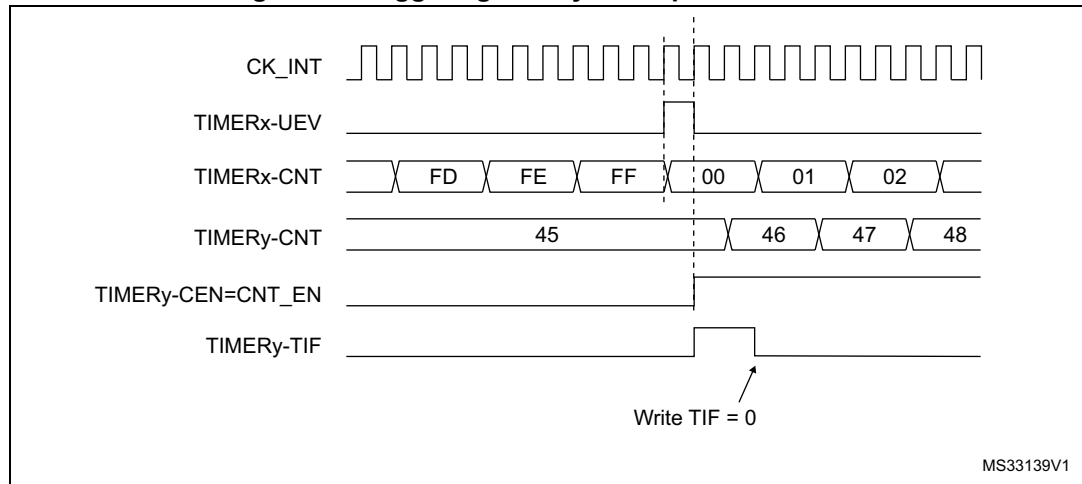 CK_INT
TIMERx-UEV
TIMERx-CNT FD FE FF 00 01 02
TIMERy-CNT 45 46 47 48
TIMERy-CEN=CNT_EN
TIMERy-TIF
Write TIF = 0
MS33139V1